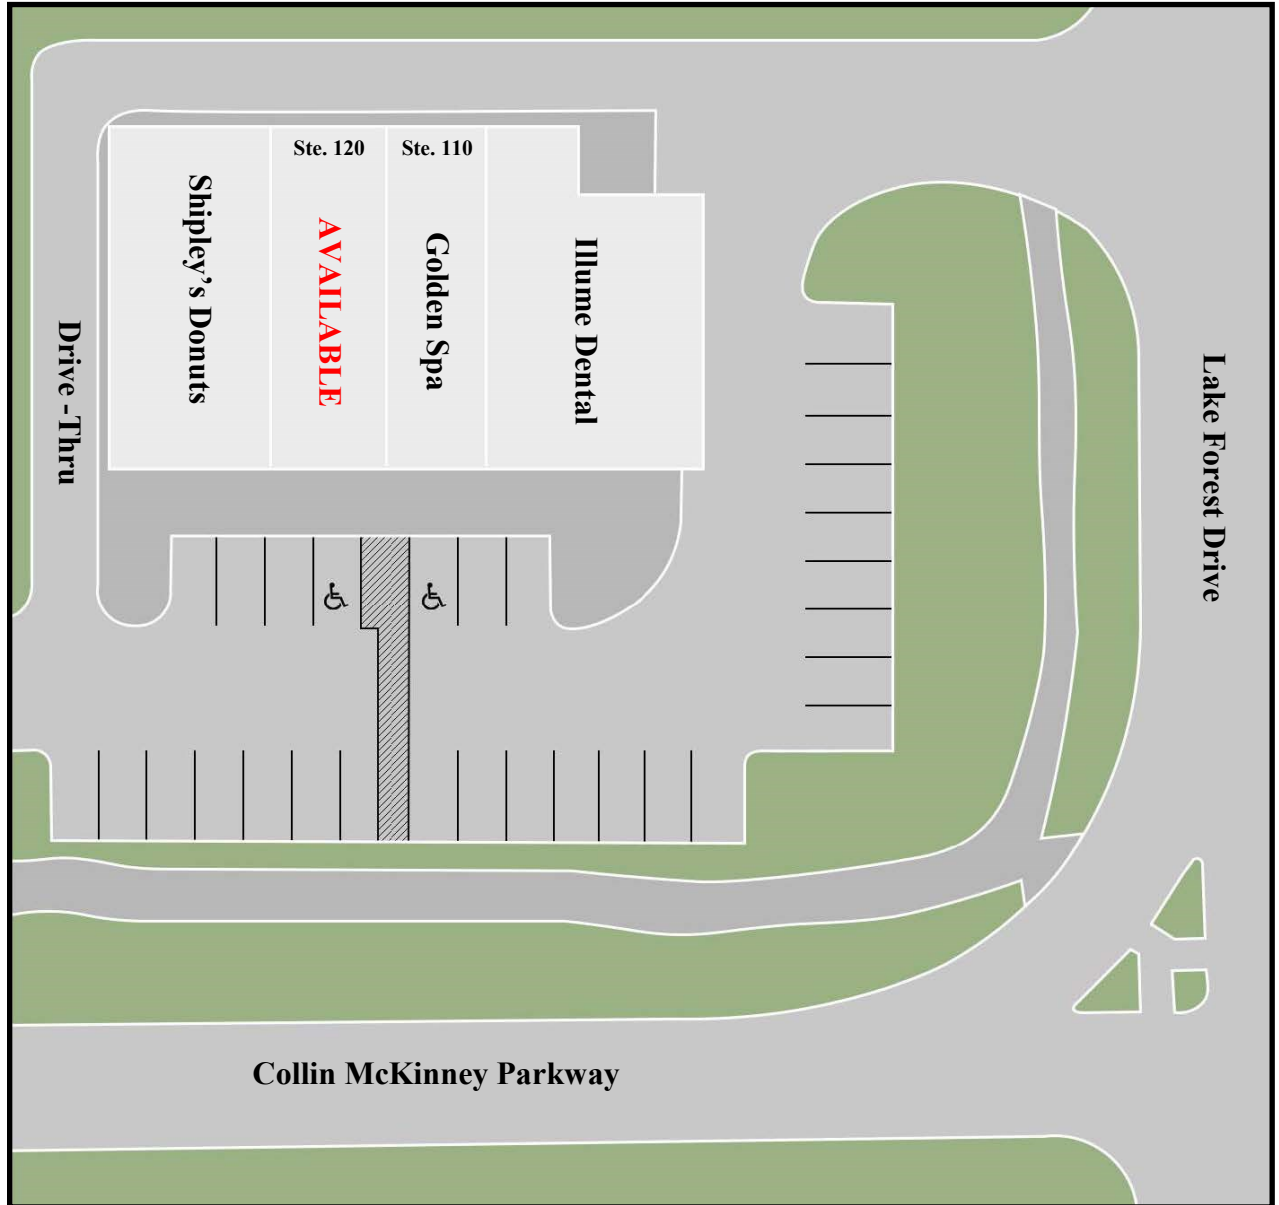 Ste. 120
Ste. 110
Shipley's Donuts
AVAILABLE
Golden Spa
Illume Dental
Drive -Thru
Lake Forest Drive
Collin McKinney Parkway